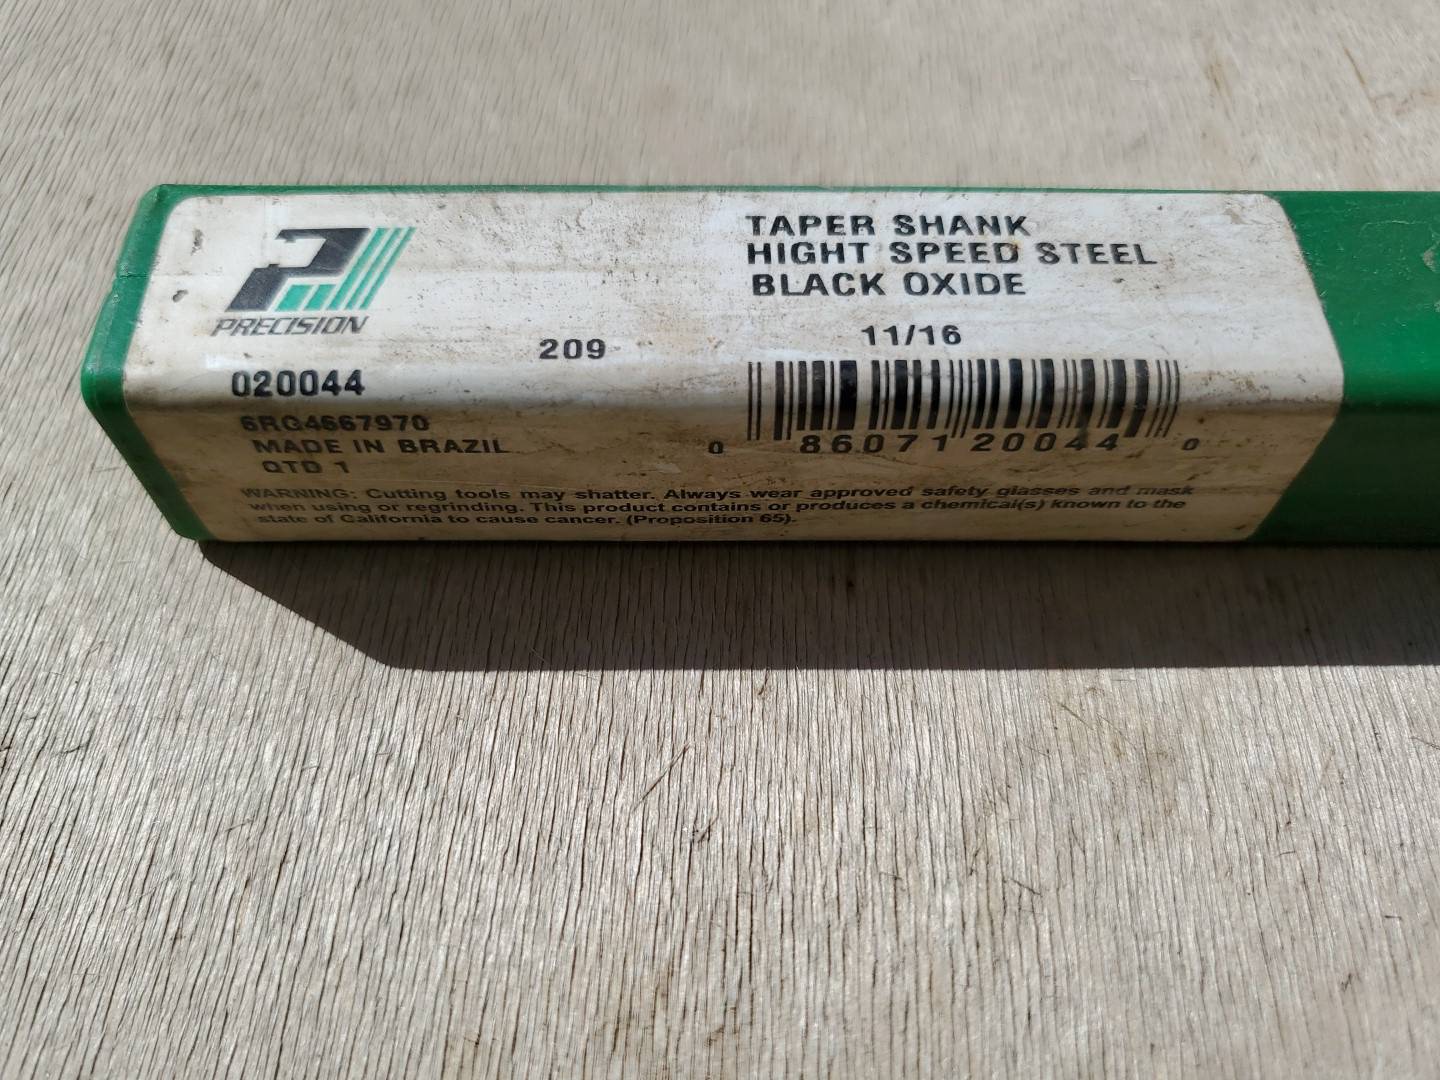 PRECISION
TAPER SHANK
HIGHT SPEED STEEL
BLACK OXIDE
209
11/16
020044
6RG4667970
MADE IN BRAZIL
QTD 1
0 86071 20044 0
WARNING: Cutting tools may shatter. Always wear approved safety glasses and mask
when using or regrinding. This product contains or produces a chemical(s) known to the
state of California to cause cancer. (Proposition 65).